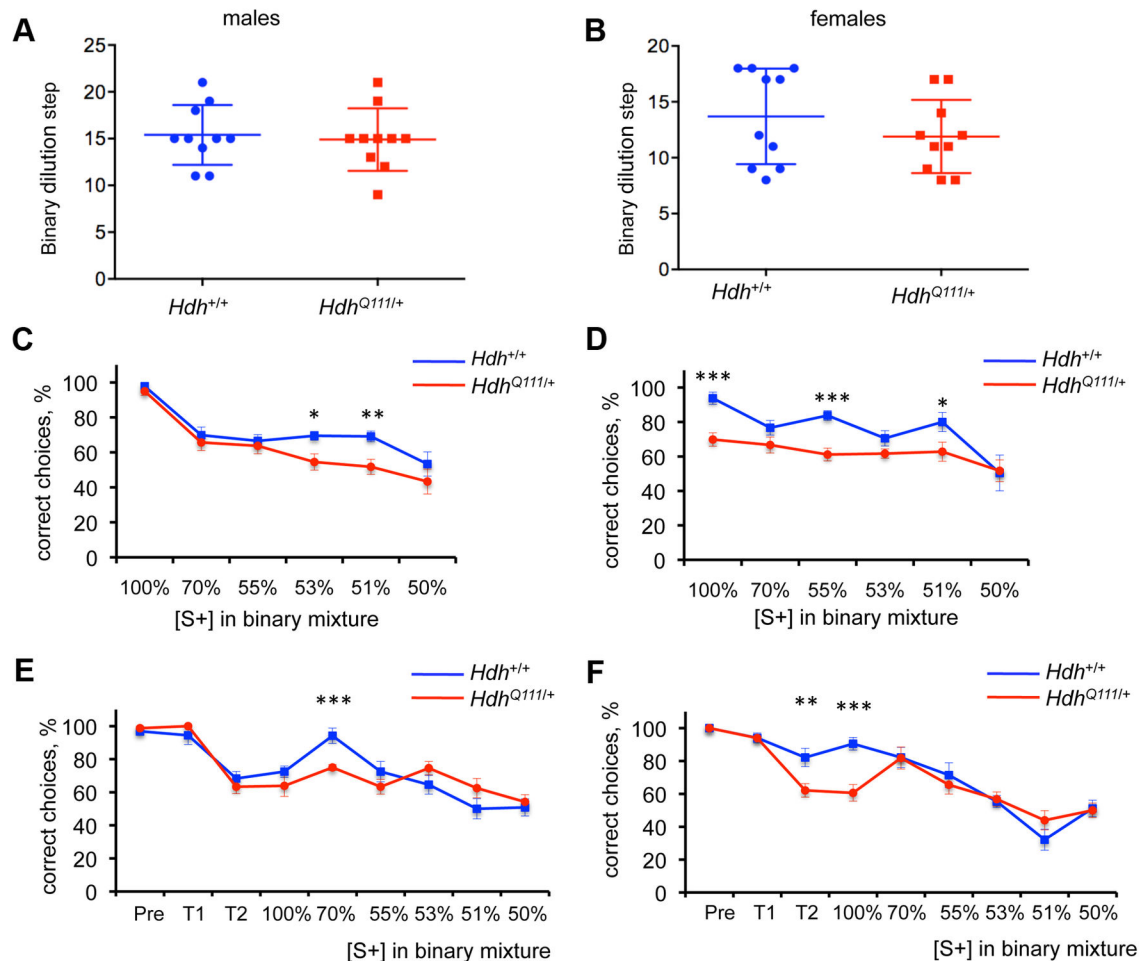 A
males
Binary dilution step
25
20
15
10
5
0
Hdh+/+
HdhQ111/+
B
females
Binary dilution step
20
15
10
5
0
Hdh+/+
HdhQ111/+
C
Hdh+/+
HdhQ111/+
correct choices, %
100
80
60
40
20
0
* **
100% 70% 55% 53% 51% 50%
[S+] in binary mixture
D
Hdh+/+
HdhQ111/+
correct choices, %
100
80
60
40
20
0
*** *** *
100% 70% 55% 53% 51% 50%
[S+] in binary mixture
E
Hdh+/+
HdhQ111/+
correct choices, %
100
80
60
40
20
0
***
Pre T1 T2 100% 70% 55% 53% 51% 50%
[S+] in binary mixture
F
Hdh+/+
HdhQ111/+
correct choices, %
100
80
60
40
20
0
** ***
Pre T1 T2 100% 70% 55% 53% 51% 50%
[S+] in binary mixture